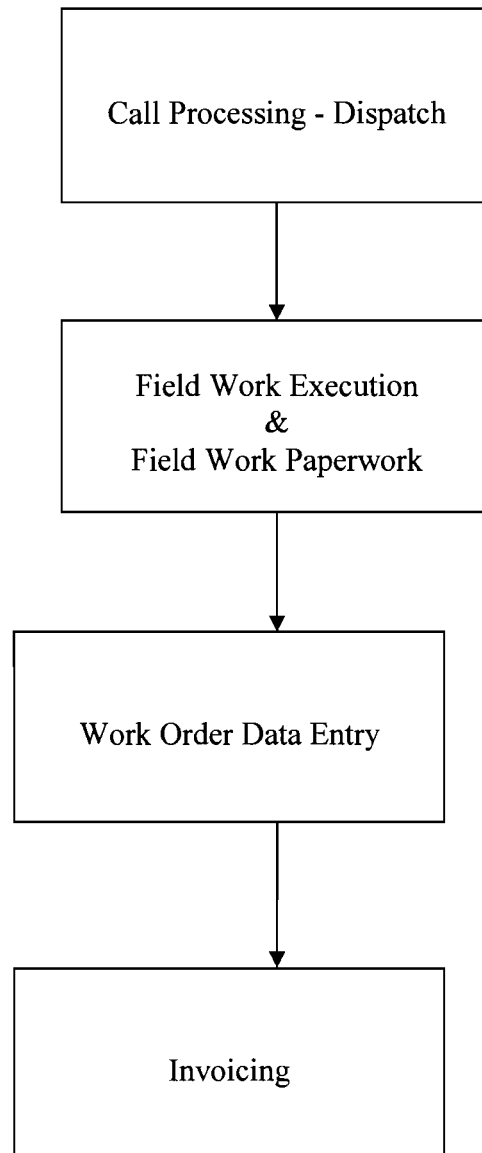 Call Processing - Dispatch
Field Work Execution
&
Field Work Paperwork
Work Order Data Entry
Invoicing